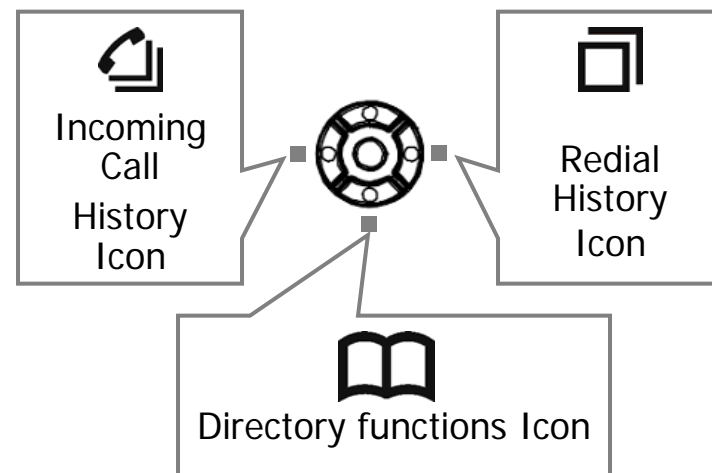 Incoming
Call
History
Icon
Redial
History
Icon
Directory functions Icon